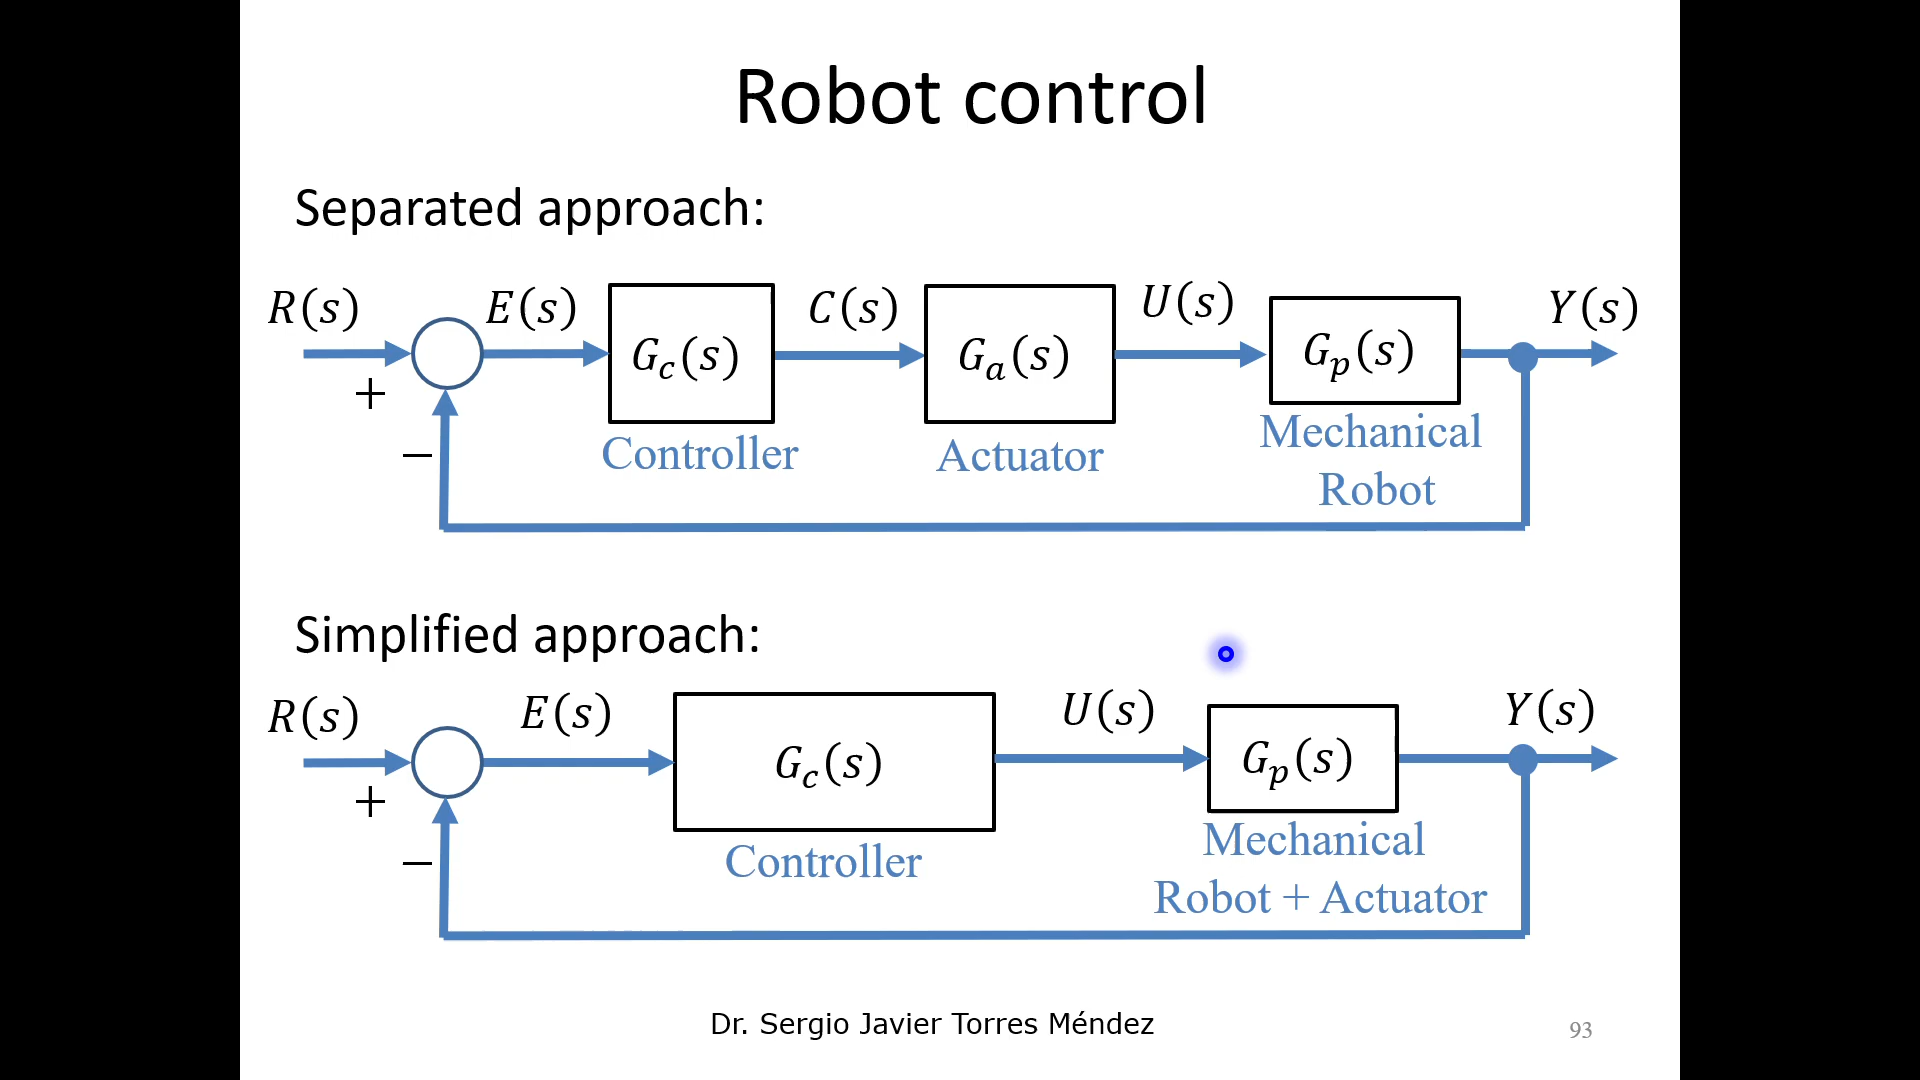 Robot control
Separated approach:
R(s) E(s) C(s) U(s) Y(s)
G_c(s) G_a(s) G_p(s)
+
−
Controller Actuator Mechanical
Robot
Simplified approach:
R(s) E(s) U(s) Y(s)
G_c(s) G_p(s)
+
−
Controller Mechanical
Robot + Actuator
Dr. Sergio Javier Torres Méndez 93